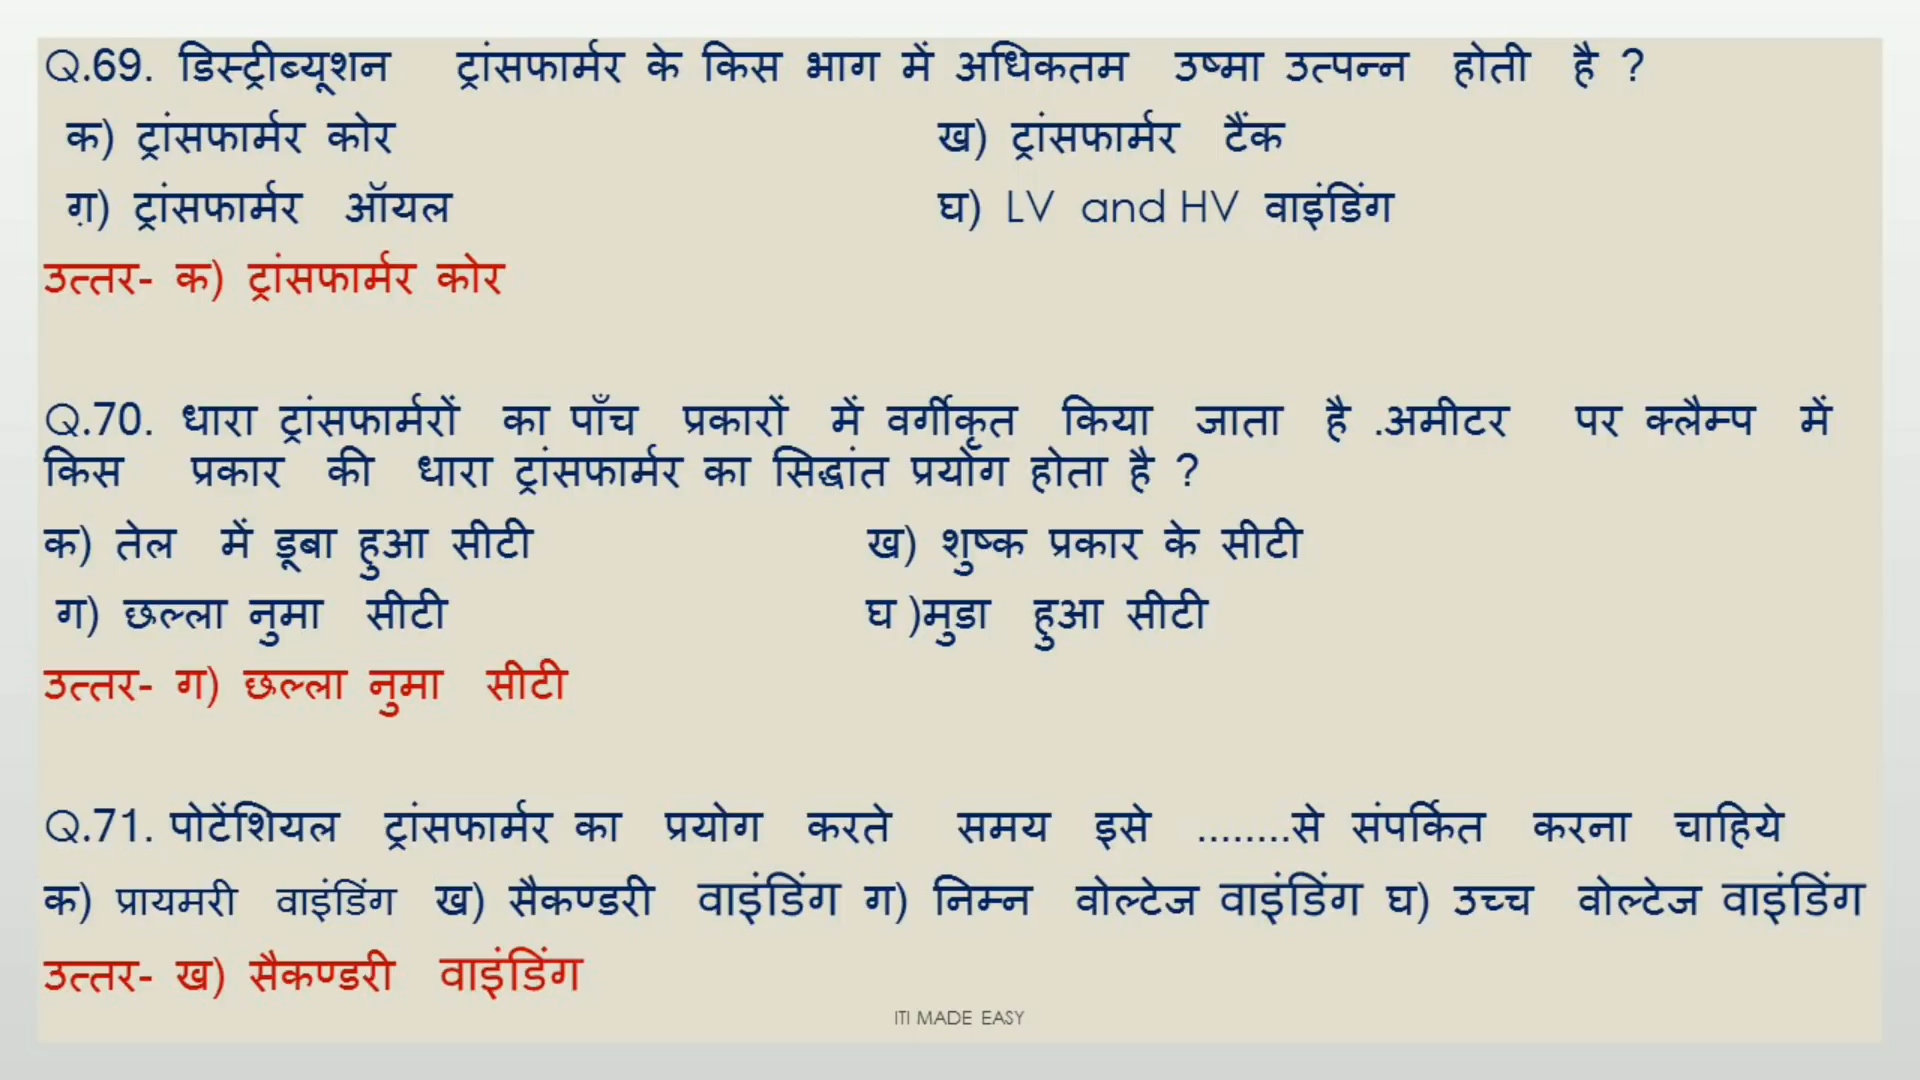 Q.69. डिस्ट्रीब्यूशन ट्रांसफार्मर के किस भाग में अधिकतम उष्मा उत्पन्न होती है ?
क) ट्रांसफार्मर कोर ख) ट्रांसफार्मर टैंक
ग़) ट्रांसफार्मर ऑयल घ) LV and HV वाइंडिंग
उत्तर- क) ट्रांसफार्मर कोर
Q.70. धारा ट्रांसफार्मरों का पाँच प्रकारों में वर्गीकृत किया जाता है .अमीटर पर क्लैम्प में
किस प्रकार की धारा ट्रांसफार्मर का सिद्धांत प्रयोग होता है ?
क) तेल में डूबा हुआ सीटी ख) शुष्क प्रकार के सीटी
ग) छल्ला नुमा सीटी घ )मुडा हुआ सीटी
उत्तर- ग) छल्ला नुमा सीटी
Q.71. पोटेंशियल ट्रांसफार्मर का प्रयोग करते समय इसे ........से संपर्कित करना चाहिये
क) प्रायमरी वाइंडिंग ख) सैकण्डरी वाइंडिंग ग) निम्न वोल्टेज वाइंडिंग घ) उच्च वोल्टेज वाइंडिंग
उत्तर- ख) सैकण्डरी वाइंडिंग
ITI MADE EASY